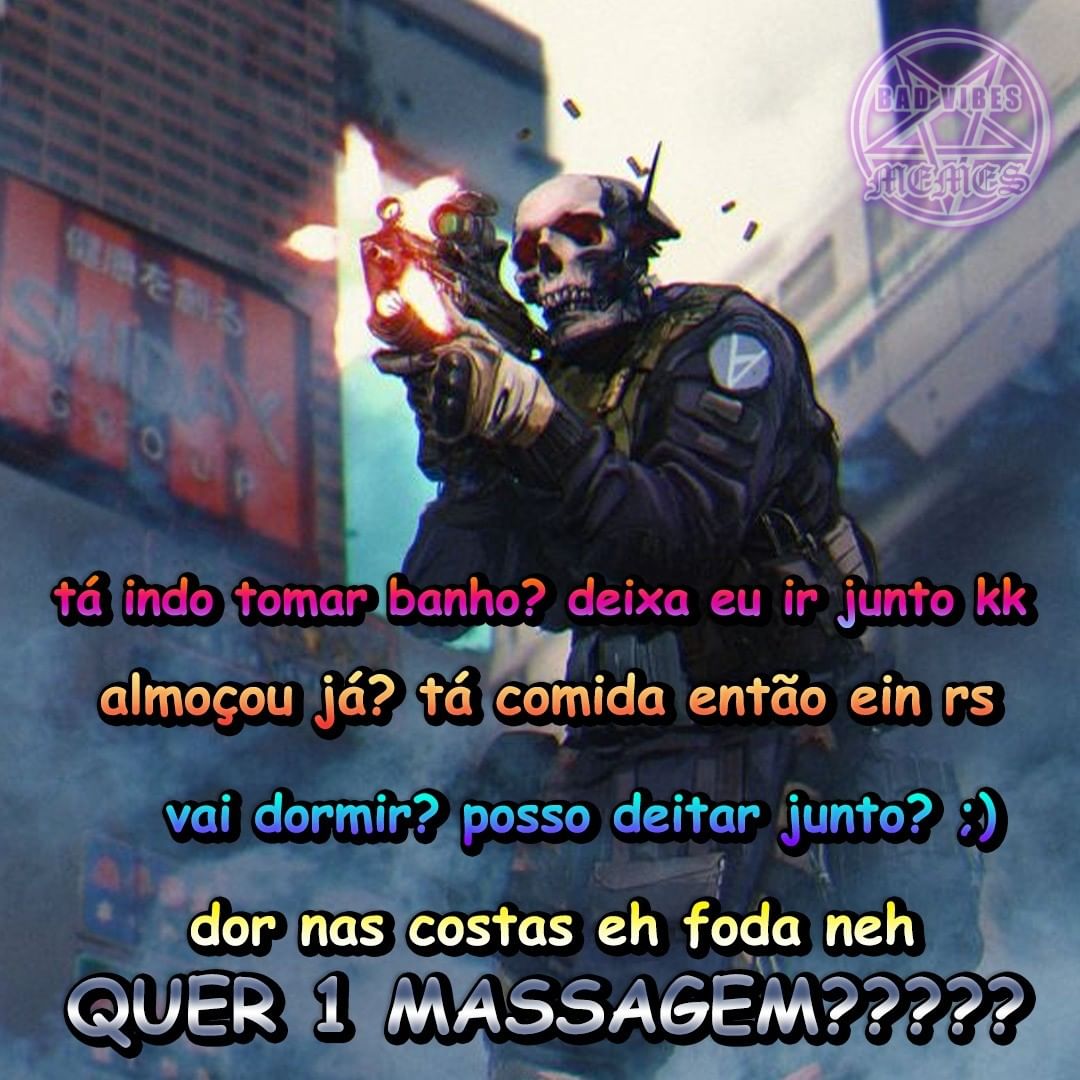 BAD VIBES
MEMES
健康を創る
SHIDAX
GROUP
tá indo tomar banho? deixa eu ir junto kk
almoçou já? tá comida então ein rs
vai dormir? posso deitar junto? ;)
dor nas costas eh foda neh
QUER 1 MASSAGEM?????